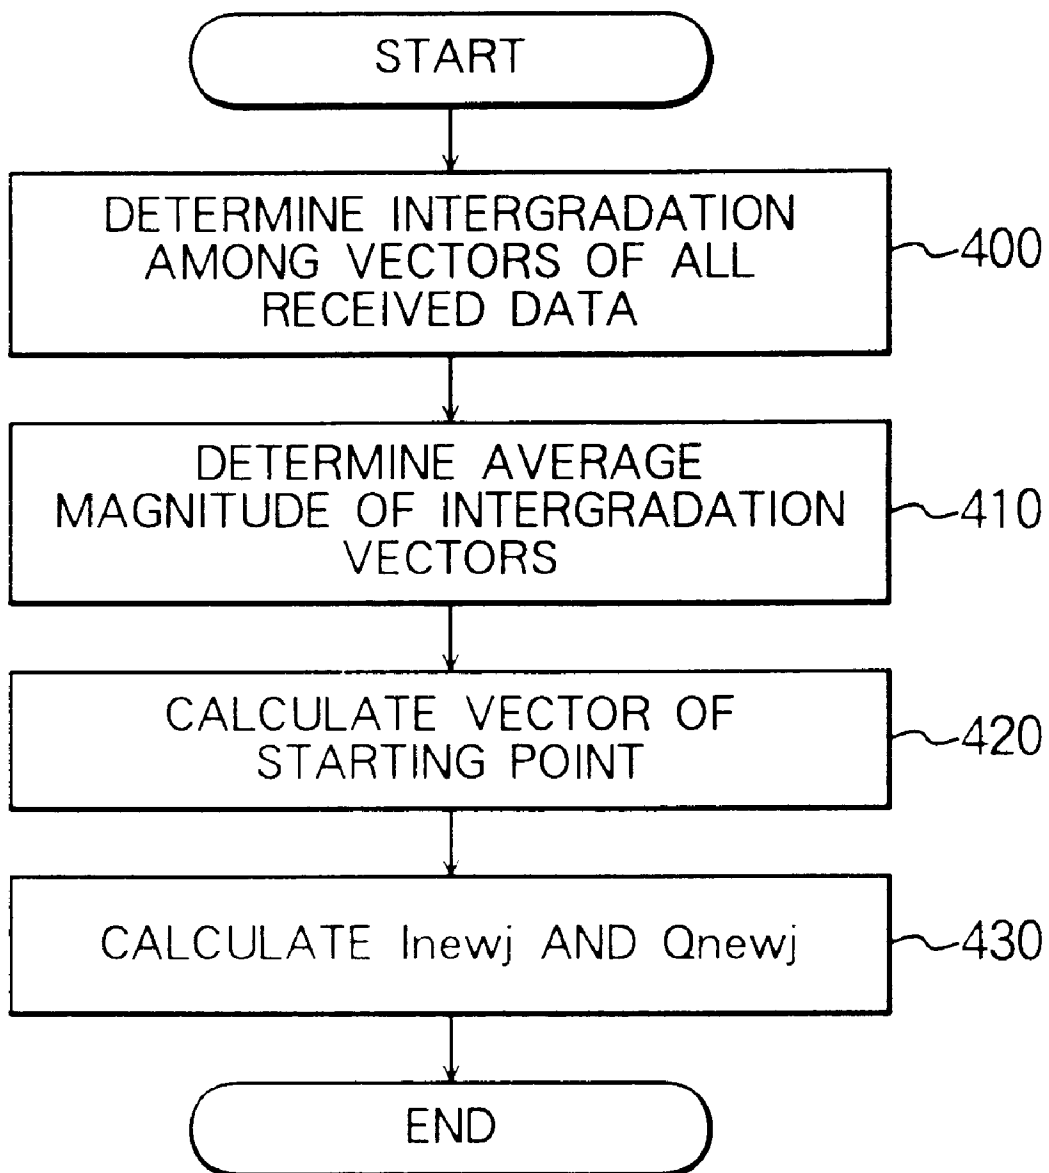 START
DETERMINE INTERGRADATION
AMONG VECTORS OF ALL
RECEIVED DATA
400
DETERMINE AVERAGE
MAGNITUDE OF INTERGRADATION
VECTORS
410
CALCULATE VECTOR OF
STARTING POINT
420
CALCULATE Inewj AND Qnewj
430
END